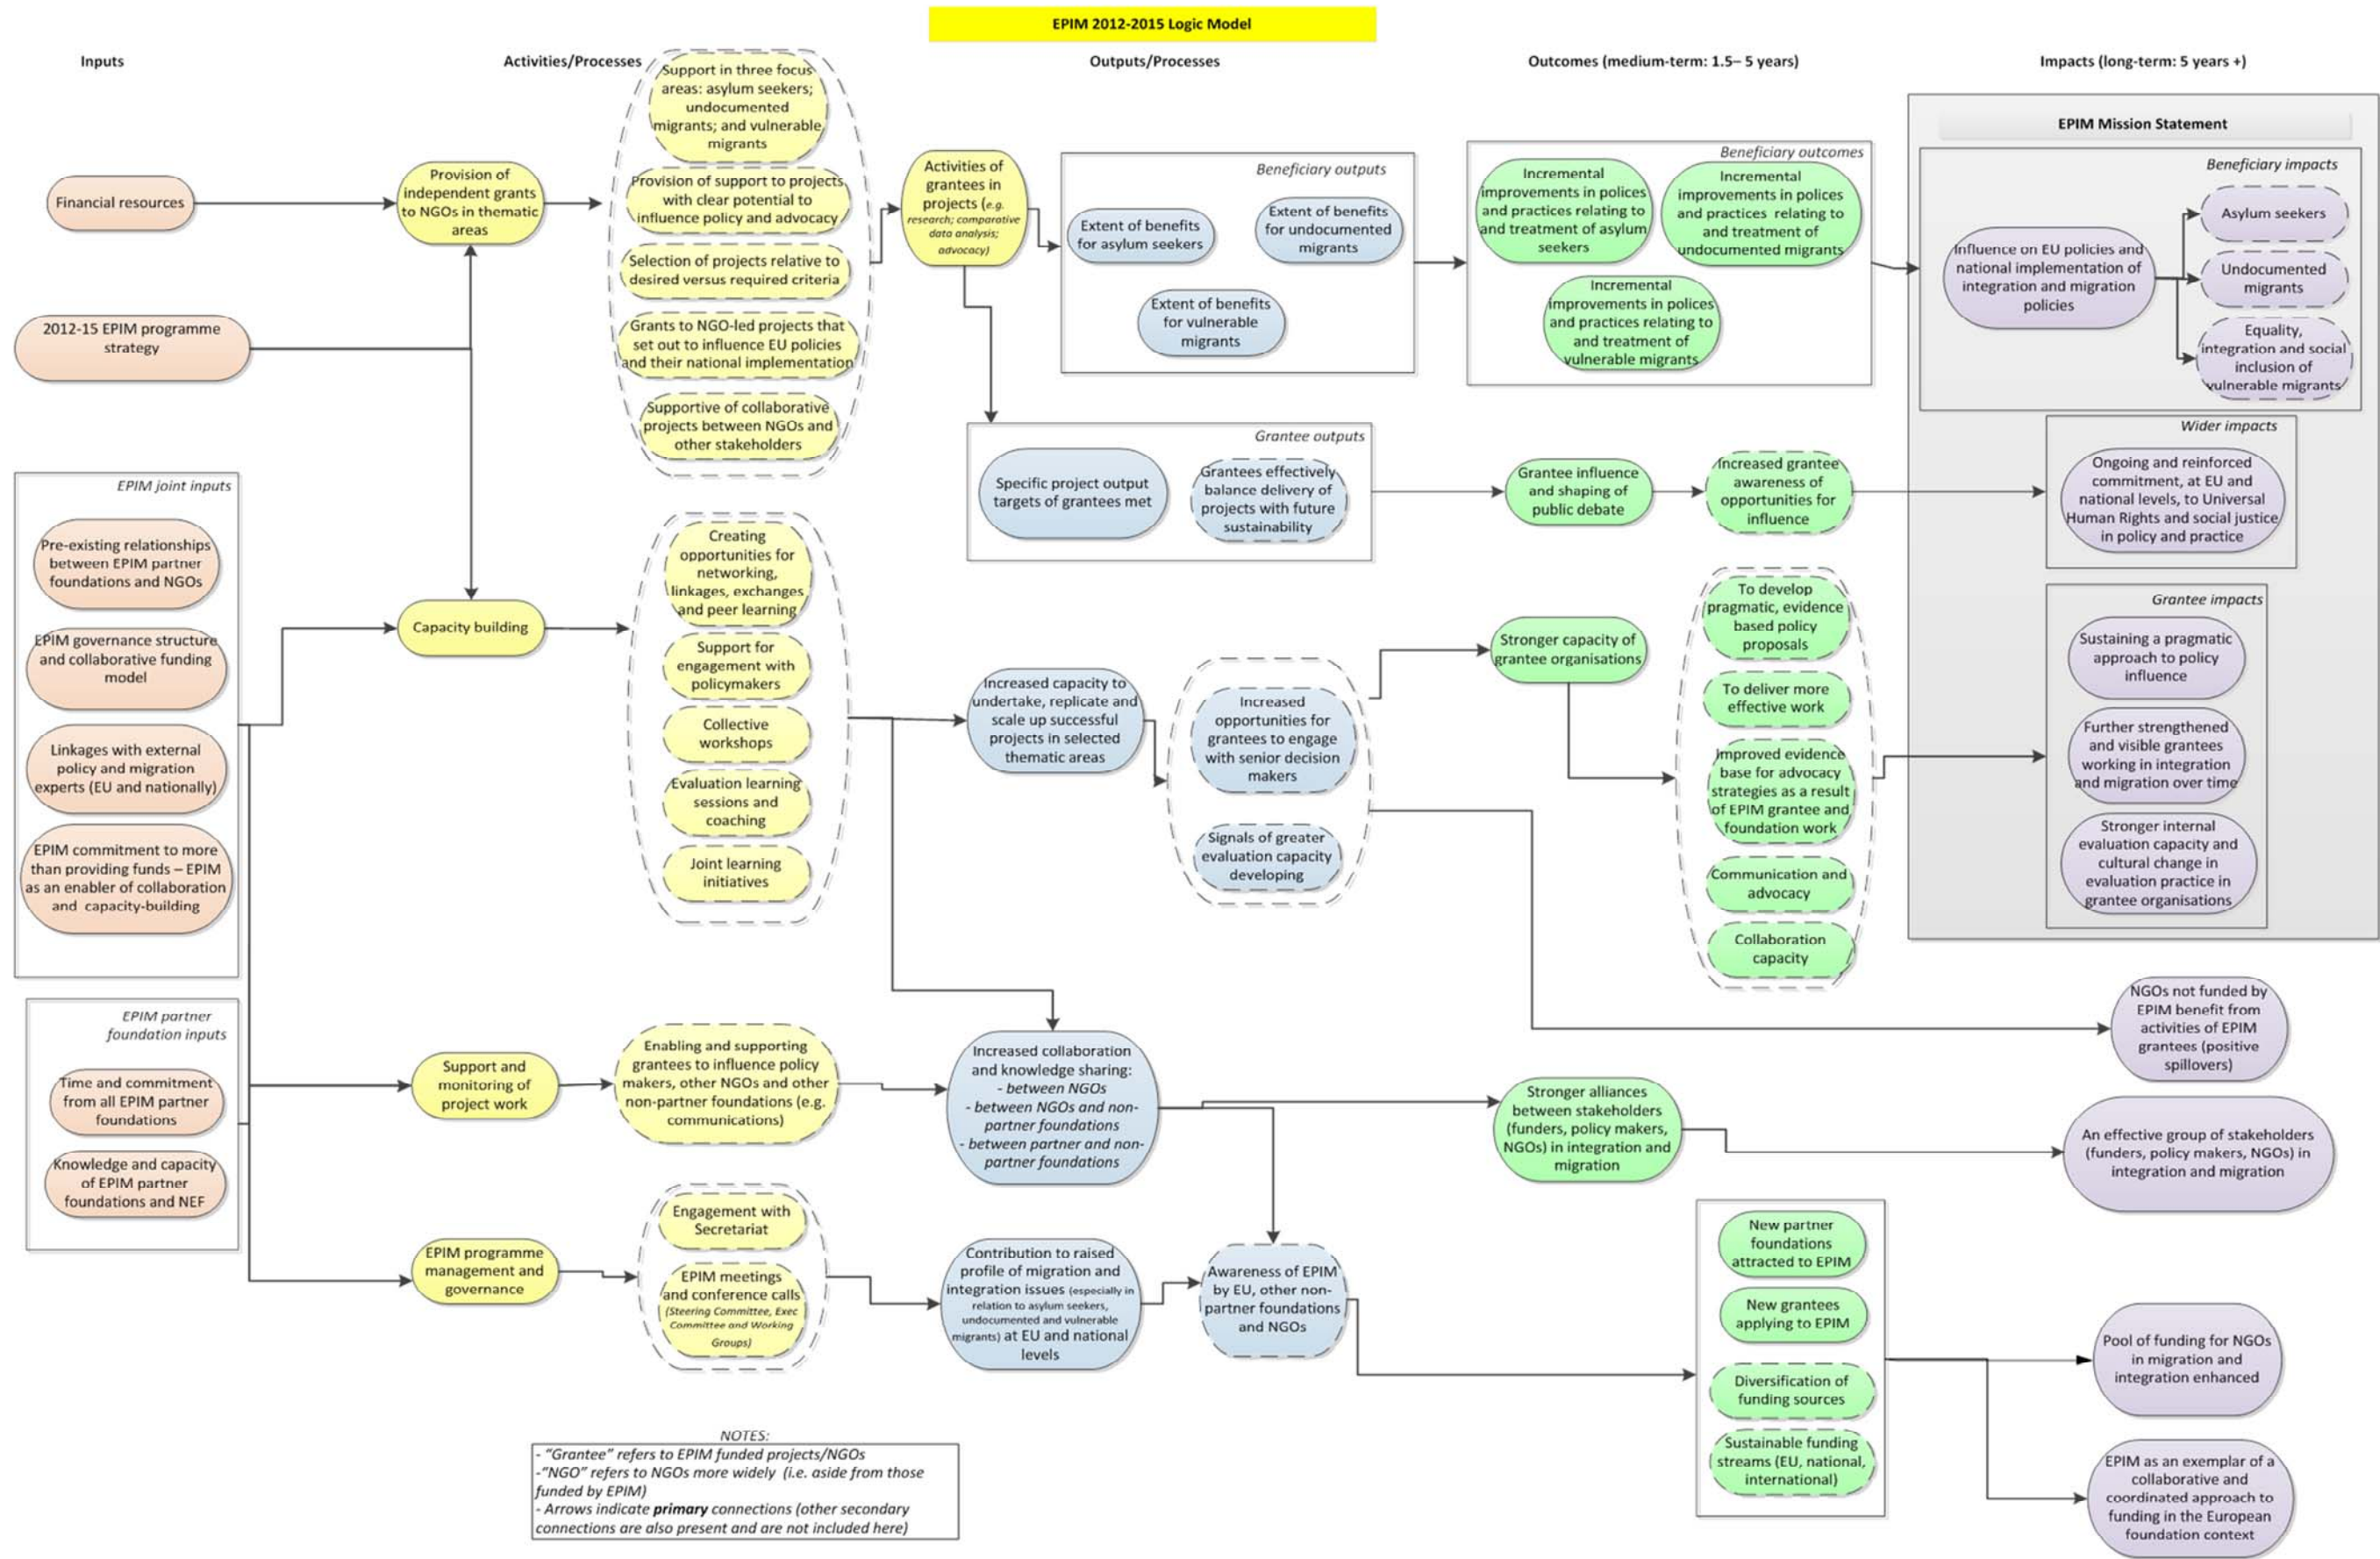 EPIM 2012-2015 Logic Model
Inputs
Activities/Processes
Outputs/Processes
Outcomes (medium-term: 1.5– 5 years)
Impacts (long-term: 5 years +)
Financial resources
2012-15 EPIM programme
strategy
EPIM joint inputs
Pre-existing relationships
between EPIM partner
foundations and NGOs
EPIM governance structure
and collaborative funding
model
Linkages with external
policy and migration
experts (EU and nationally)
EPIM commitment to more
than providing funds – EPIM
as an enabler of collaboration
and capacity-building
EPIM partner
foundation inputs
Time and commitment
from all EPIM partner
foundations
Knowledge and capacity
of EPIM partner
foundations and NEF
Provision of
independent grants
to NGOs in thematic
areas
Capacity building
Support and
monitoring of
project work
EPIM programme
management and
governance
Support in three focus
areas: asylum seekers;
undocumented
migrants; and vulnerable
migrants
Provision of support to projects
with clear potential to
influence policy and advocacy
Selection of projects relative to
desired versus required criteria
Grants to NGO-led projects that
set out to influence EU policies
and their national implementation
Supportive of collaborative
projects between NGOs and
other stakeholders
Creating
opportunities for
networking,
linkages, exchanges
and peer learning
Support for
engagement with
policymakers
Collective
workshops
Evaluation learning
sessions and
coaching
Joint learning
initiatives
Enabling and supporting
grantees to influence policy
makers, other NGOs and other
non-partner foundations (e.g.
communications)
Engagement with
Secretariat
EPIM meetings
and conference calls
(Steering Committee, Exec
Committee and Working
Groups)
Activities of
grantees in
projects (e.g.
research; comparative
data analysis;
advocacy)
Beneficiary outputs
Extent of benefits
for asylum seekers
Extent of benefits
for undocumented
migrants
Extent of benefits
for vulnerable
migrants
Grantee outputs
Specific project output
targets of grantees met
Grantees effectively
balance delivery of
projects with future
sustainability
Increased capacity to
undertake, replicate and
scale up successful
projects in selected
thematic areas
Increased
opportunities for
grantees to engage
with senior decision
makers
Signals of greater
evaluation capacity
developing
Increased collaboration
and knowledge sharing:
- between NGOs
- between NGOs and non-
partner foundations
- between partner and non-
partner foundations
Contribution to raised
profile of migration and
integration issues (especially in
relation to asylum seekers,
undocumented and vulnerable
migrants) at EU and national
levels
Awareness of EPIM
by EU, other non-
partner foundations
and NGOs
Beneficiary outcomes
Incremental
improvements in polices
and practices relating to
and treatment of asylum
seekers
Incremental
improvements in polices
and practices relating to
and treatment of
undocumented migrants
Incremental
improvements in polices
and practices relating to
and treatment of
vulnerable migrants
Grantee influence
and shaping of
public debate
Increased grantee
awareness of
opportunities for
influence
Stronger capacity of
grantee organisations
To develop
pragmatic, evidence
based policy
proposals
To deliver more
effective work
Improved evidence
base for advocacy
strategies as a result
of EPIM grantee and
foundation work
Communication and
advocacy
Collaboration
capacity
Stronger alliances
between stakeholders
(funders, policy makers,
NGOs) in integration and
migration
New partner
foundations
attracted to EPIM
New grantees
applying to EPIM
Diversification of
funding sources
Sustainable funding
streams (EU, national,
international)
EPIM Mission Statement
Beneficiary impacts
Influence on EU policies and
national implementation of
integration and migration
policies
Asylum seekers
Undocumented
migrants
Equality,
integration and social
inclusion of
vulnerable migrants
Wider impacts
Ongoing and reinforced
commitment, at EU and
national levels, to Universal
Human Rights and social justice
in policy and practice
Grantee impacts
Sustaining a pragmatic
approach to policy
influence
Further strengthened
and visible grantees
working in integration
and migration over time
Stronger internal
evaluation capacity and
cultural change in
evaluation practice in
grantee organisations
NGOs not funded by
EPIM benefit from
activities of EPIM
grantees (positive
spillovers)
An effective group of stakeholders
(funders, policy makers, NGOs) in
integration and migration
Pool of funding for NGOs
in migration and
integration enhanced
EPIM as an exemplar of a
collaborative and
coordinated approach to
funding in the European
foundation context
NOTES:
- “Grantee” refers to EPIM funded projects/NGOs
-“NGO” refers to NGOs more widely (i.e. aside from those
funded by EPIM)
- Arrows indicate primary connections (other secondary
connections are also present and are not included here)